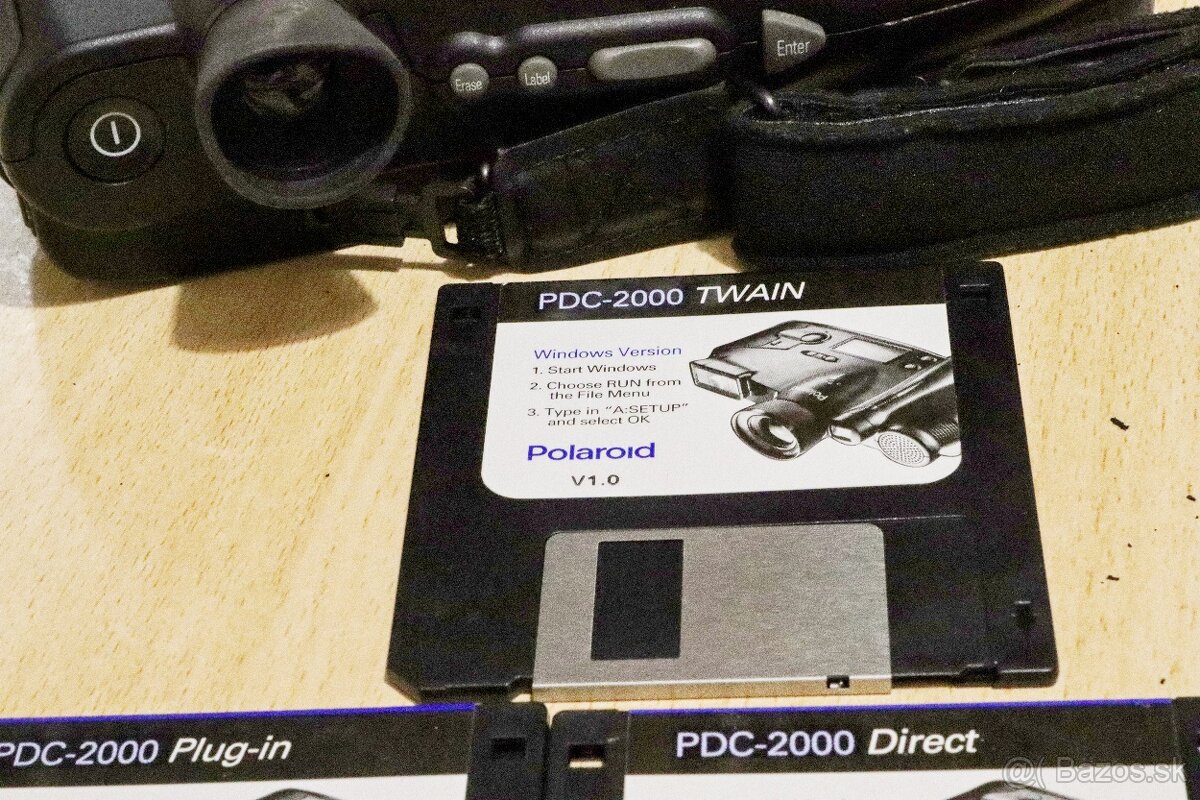 Erase
Label
Enter
PDC-2000 TWAIN
Windows Version
1. Start Windows
2. Choose RUN from
the File Menu
3. Type in "A:SETUP"
and select OK
Polaroid
V1.0
PDC-2000 Plug-in
PDC-2000 Direct
Bazos.sk